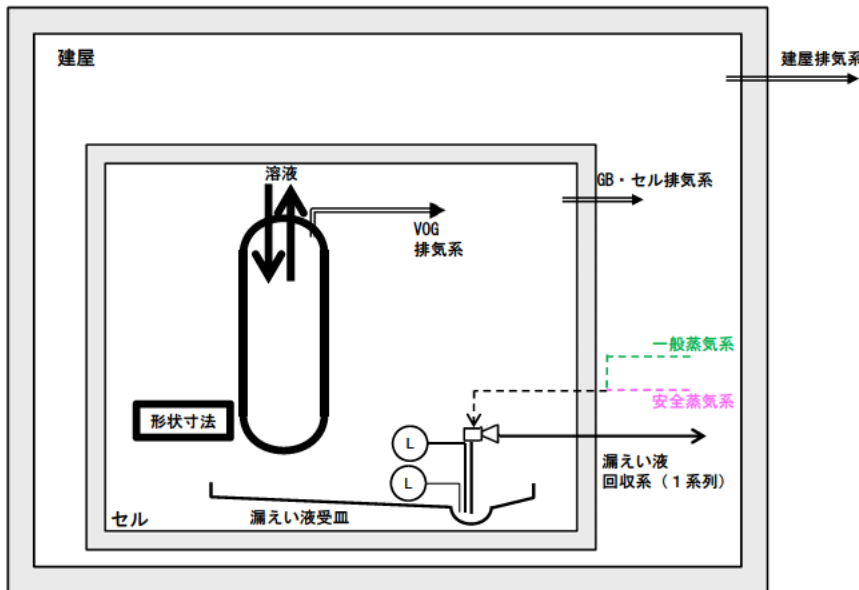 建屋
建屋排気系
溶液
GB・セル排気系
VOG
排気系
一般蒸気系
安全蒸気系
形状寸法
L
L
漏えい液
回収系（１系列）
漏えい液受皿
セル